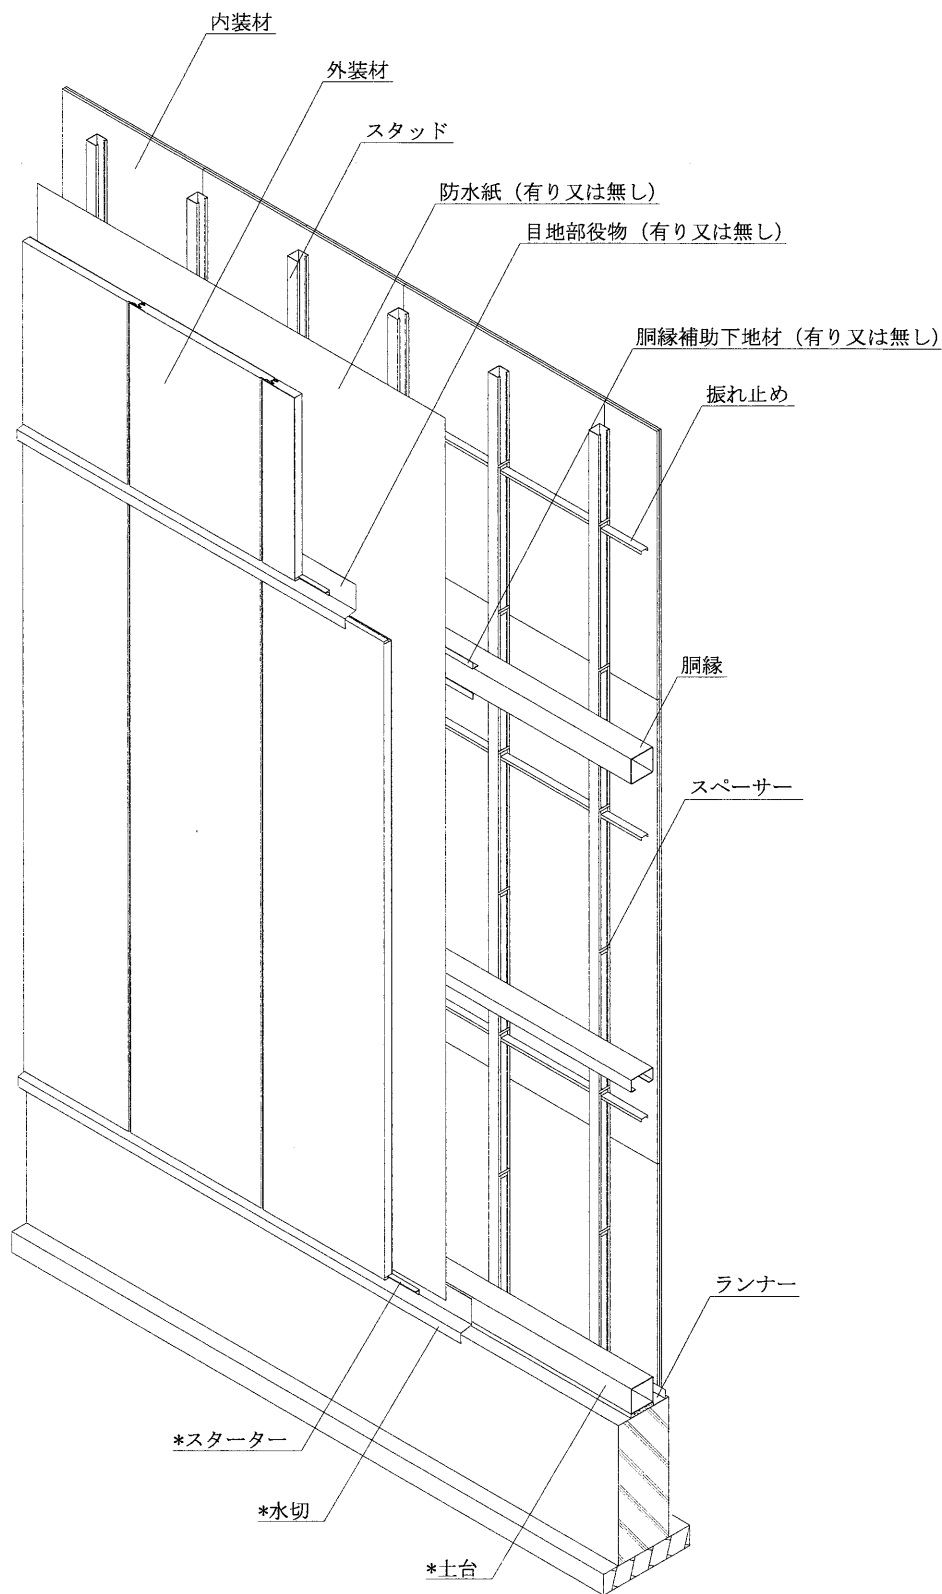 内装材
外装材
スタッド
防水紙（有り又は無し）
目地部役物（有り又は無し）
胴縁補助下地材（有り又は無し）
振れ止め
胴縁
スペーサー
ランナー
*スターター
*水切
*土台